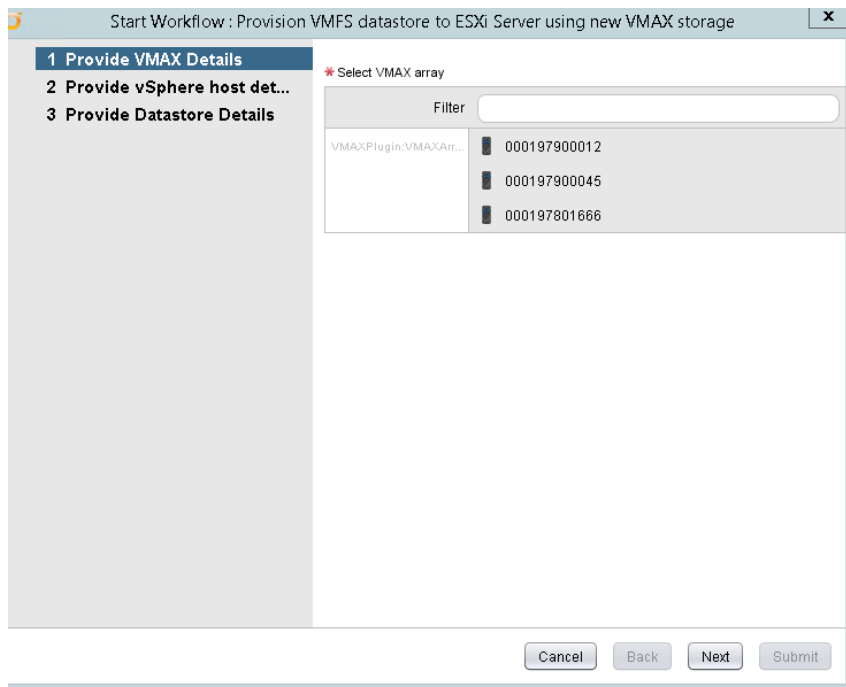 Start Workflow : Provision VMFS datastore to ESXi Server using new VMAX storage
x
1 Provide VMAX Details
2 Provide vSphere host det...
3 Provide Datastore Details
* Select VMAX array
Filter
VMAXPlugin:VMAXArr...
000197900012
000197900045
000197801666
Cancel Back Next Submit